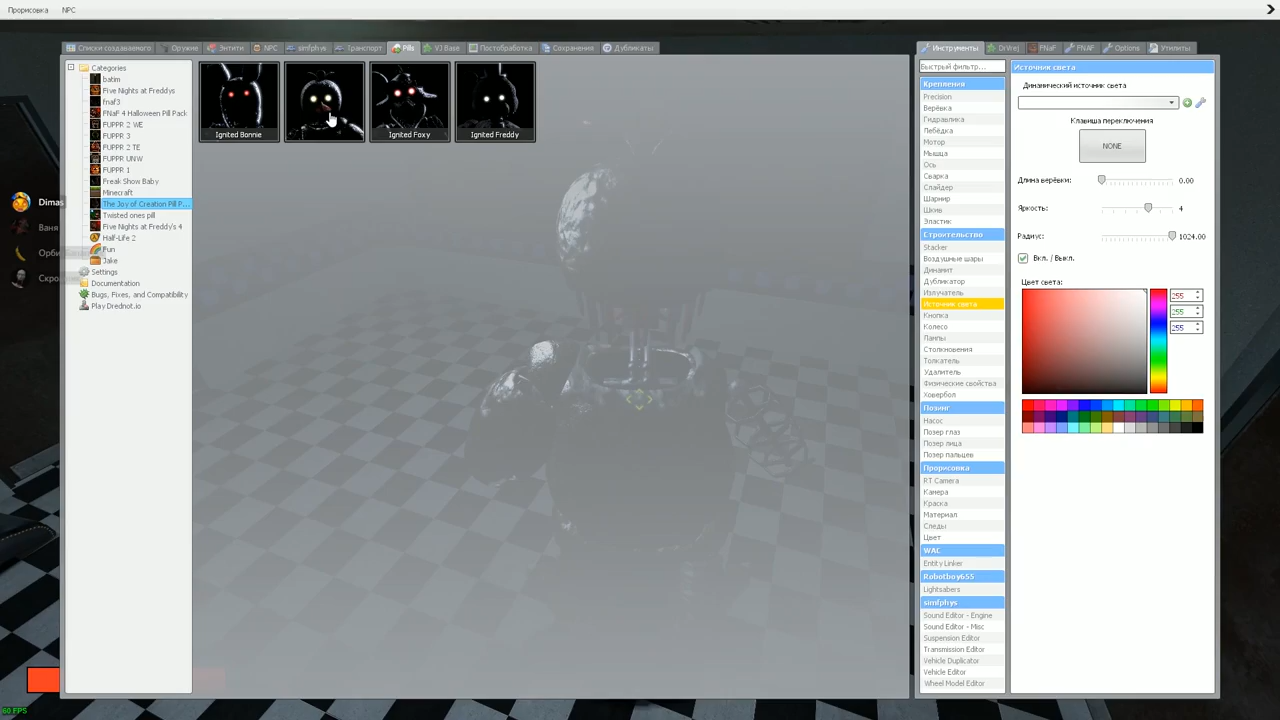 Прорисовка NPC
Списки создаваемого Оружие Энтити NPC simfphys Транспорт Pills VJ Base Постобработка Сохранения Дубликаты
Инструменты DrVrej FNaF FNAF Options Утилиты
Categories
batim
Five Nights at Freddys
fnaf3
FNaF 4 Halloween Pill Pack
FUPPR 2 WE
FUPPR 3
FUPPR 2 TE
FUPPR UNW
FUPPR 1
Freak Show Baby
Minecraft
The Joy of Creation Pill P...
Twisted ones pill
Five Nights at Freddy's 4
Half-Life 2
Fun
Jake
Settings
Documentation
Bugs, Fixes, and Compatibility
Play Drednot.io
Dimas
Ваня
Ignited Bonnie
Ignited Foxy
Ignited Freddy
Быстрый фильтр...
Крепления
Precision
Верёвка
Гидравлика
Лебёдка
Мотор
Мышца
Ось
Сварка
Слайдер
Шарнир
Шкив
Эластик
Строительство
Stacker
Воздушные шары
Динамит
Дубликатор
Излучатель
Источник света
Кнопка
Колесо
Лампы
Столкновения
Толкатель
Удалитель
Физические свойства
Ховербол
Позинг
Насос
Позер глаз
Позер лица
Позер пальцев
Прорисовка
RT Camera
Камера
Краска
Материал
Следы
Цвет
WAC
Entity Linker
Robotboy655
Lightsabers
simfphys
Sound Editor - Engine
Sound Editor - Misc
Suspension Editor
Transmission Editor
Vehicle Duplicator
Vehicle Editor
Wheel Model Editor
Источник света
Динамический источник света
Клавиша переключения
NONE
Длина верёвки: 0.00
Яркость: 4
Радиус: 1024.00
Вкл. / Выкл.
Цвет света:
255
255
255
60 FPS